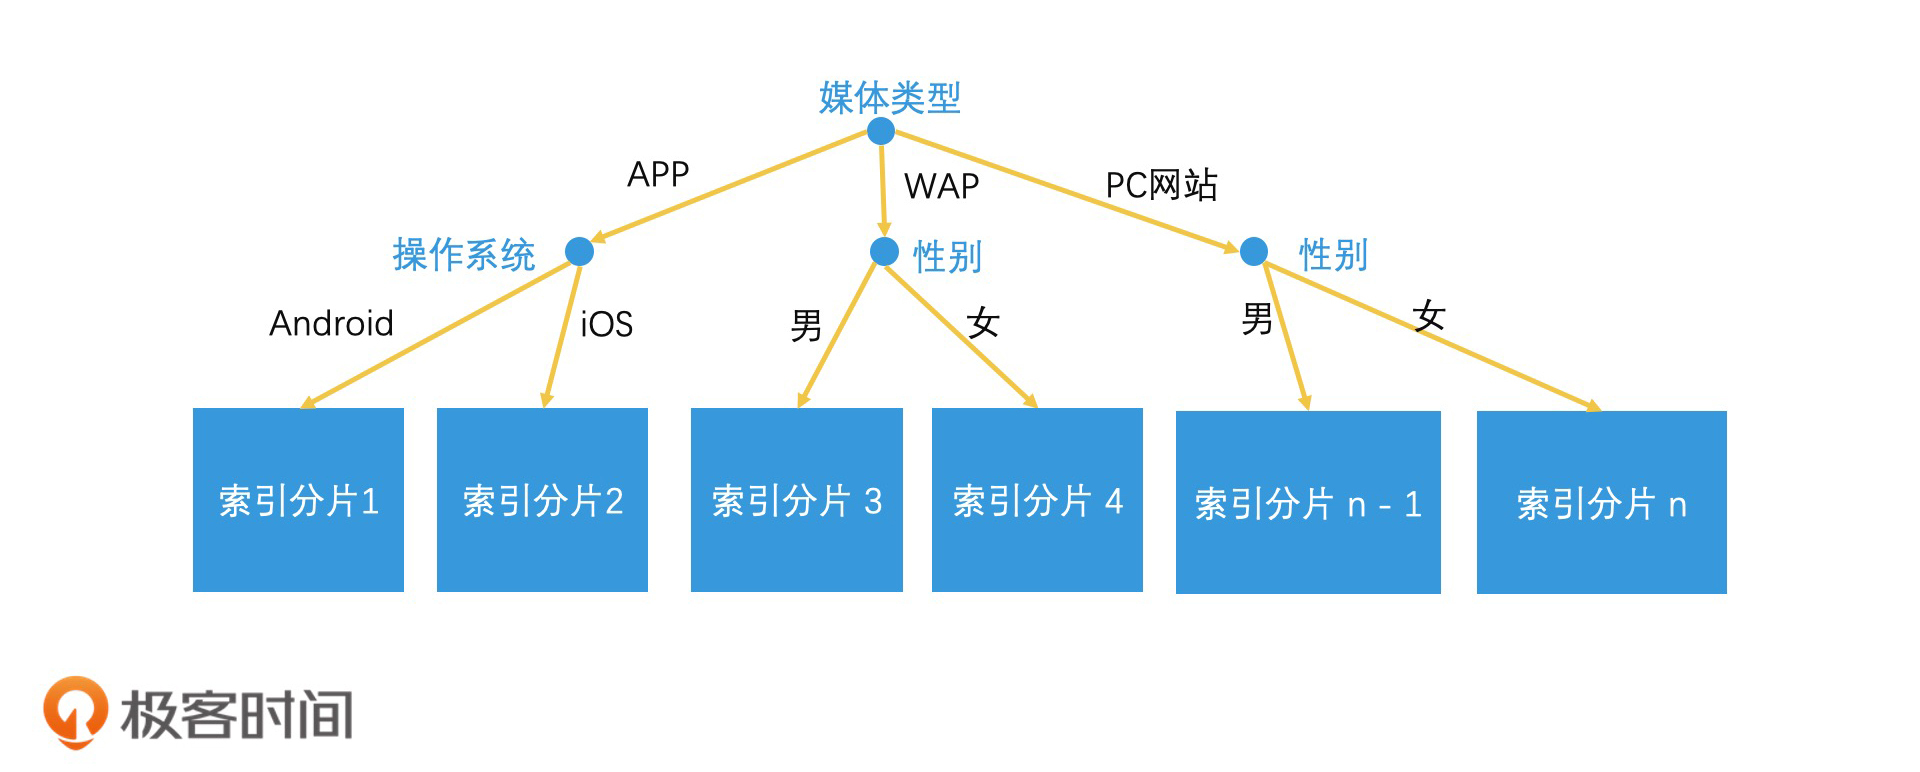 媒体类型
APP
WAP
PC网站
操作系统
性别
性别
Android
iOS
男
女
男
女
索引分片1
索引分片2
索引分片 3
索引分片 4
索引分片 n - 1
索引分片 n
极客时间